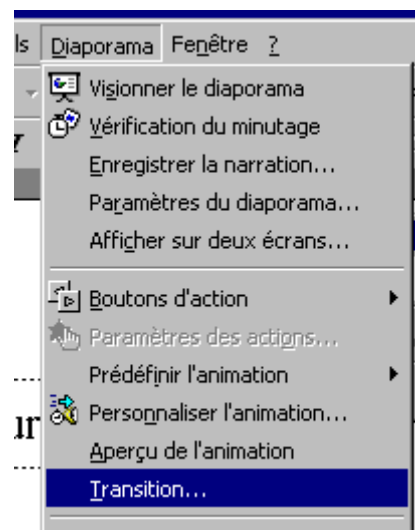 ls Diaporama Fenêtre ?
Visionner le diaporama
Vérification du minutage
Enregistrer la narration...
Paramètres du diaporama...
Afficher sur deux écrans...
Boutons d'action
Paramètres des actions...
Prédéfinir l'animation
Personnaliser l'animation...
ur
Aperçu de l'animation
Transition...